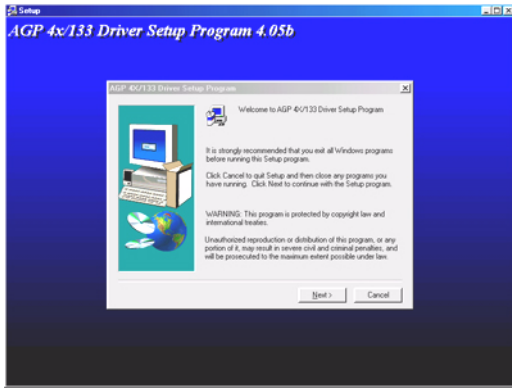 Setup
AGP 4x/133 Driver Setup Program 4.05b
AGP 4X/133 Driver Setup Program
Welcome to AGP 4X/133 Driver Setup Program
It is strongly recommended that you exit all Windows programs
before running this Setup program.
Click Cancel to quit Setup and then close any programs you
have running. Click Next to continue with the Setup program.
WARNING: This program is protected by copyright law and
international treaties.
Unauthorized reproduction or distribution of this program, or any
portion of it, may result in severe civil and criminal penalties, and
will be prosecuted to the maximum extent possible under law.
Next >
Cancel